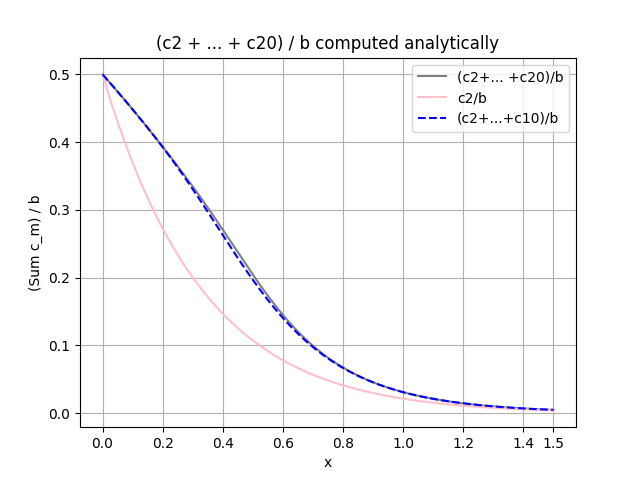 (c2 + ... + c20) / b computed analytically
(c2+... +c20)/b
c2/b
(c2+...+c10)/b
(Sum c_m) / b
0.5
0.4
0.3
0.2
0.1
0.0
0.0 0.2 0.4 0.6 0.8 1.0 1.2 1.4 1.5
x